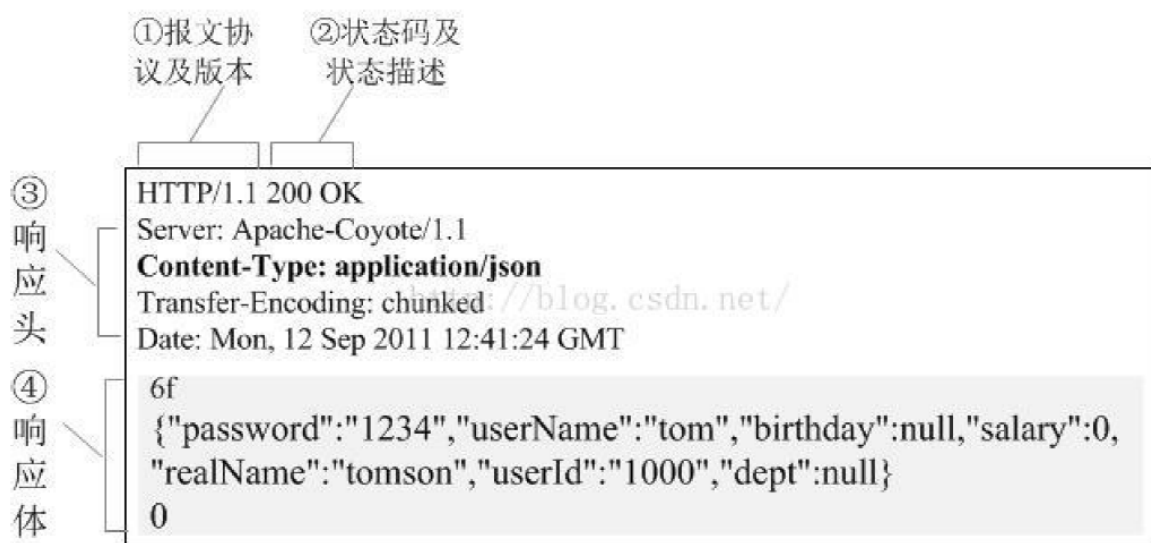 ①报文协
议及版本
②状态码及
状态描述
③
响
应
头
HTTP/1.1 200 OK
Server: Apache-Coyote/1.1
Content-Type: application/json
Transfer-Encoding: chunked
Date: Mon, 12 Sep 2011 12:41:24 GMT
http://blog.csdn.net/
④
响
应
体
6f
{"password":"1234","userName":"tom","birthday":null,"salary":0,
"realName":"tomson","userId":"1000","dept":null}
0